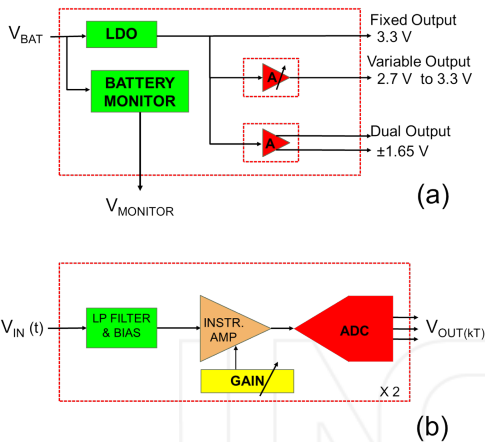 Fixed Output
3.3 V
V_BAT
LDO
Variable Output
2.7 V to 3.3 V
A
BATTERY
MONITOR
Dual Output
A
±1.65 V
V_MONITOR
(a)
LP FILTER
& BIAS
V_IN (t)
INSTR.
AMP
ADC
V_OUT(kT)
GAIN
X 2
(b)